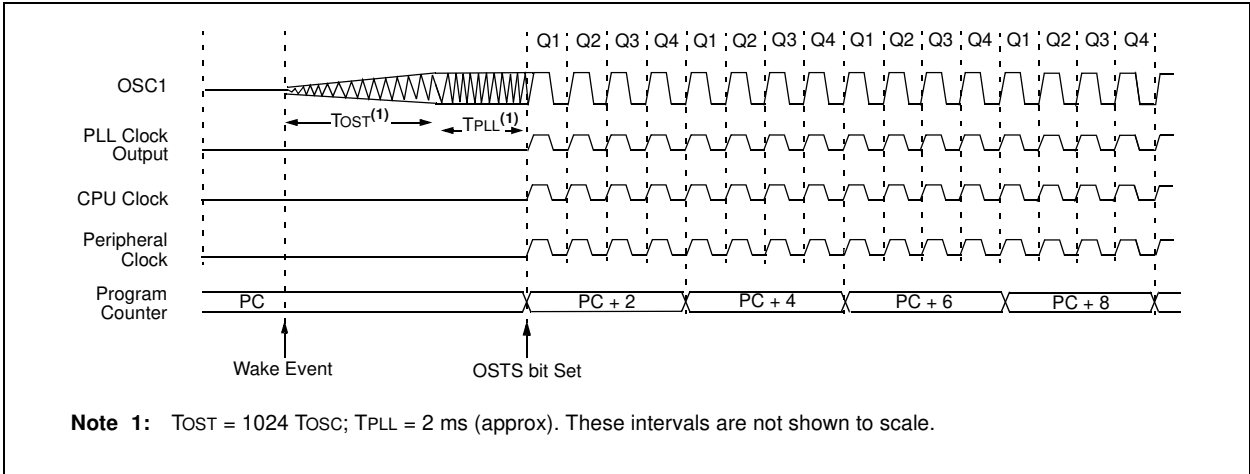 Q1 Q2 Q3 Q4 Q1 Q2 Q3 Q4 Q1 Q2 Q3 Q4 Q1 Q2 Q3 Q4
OSC1
TOST(1) TPLL(1)
PLL Clock
Output
CPU Clock
Peripheral
Clock
Program
Counter
PC PC + 2 PC + 4 PC + 6 PC + 8
Wake Event OSTS bit Set
Note 1: TOST = 1024 TOSC; TPLL = 2 ms (approx). These intervals are not shown to scale.